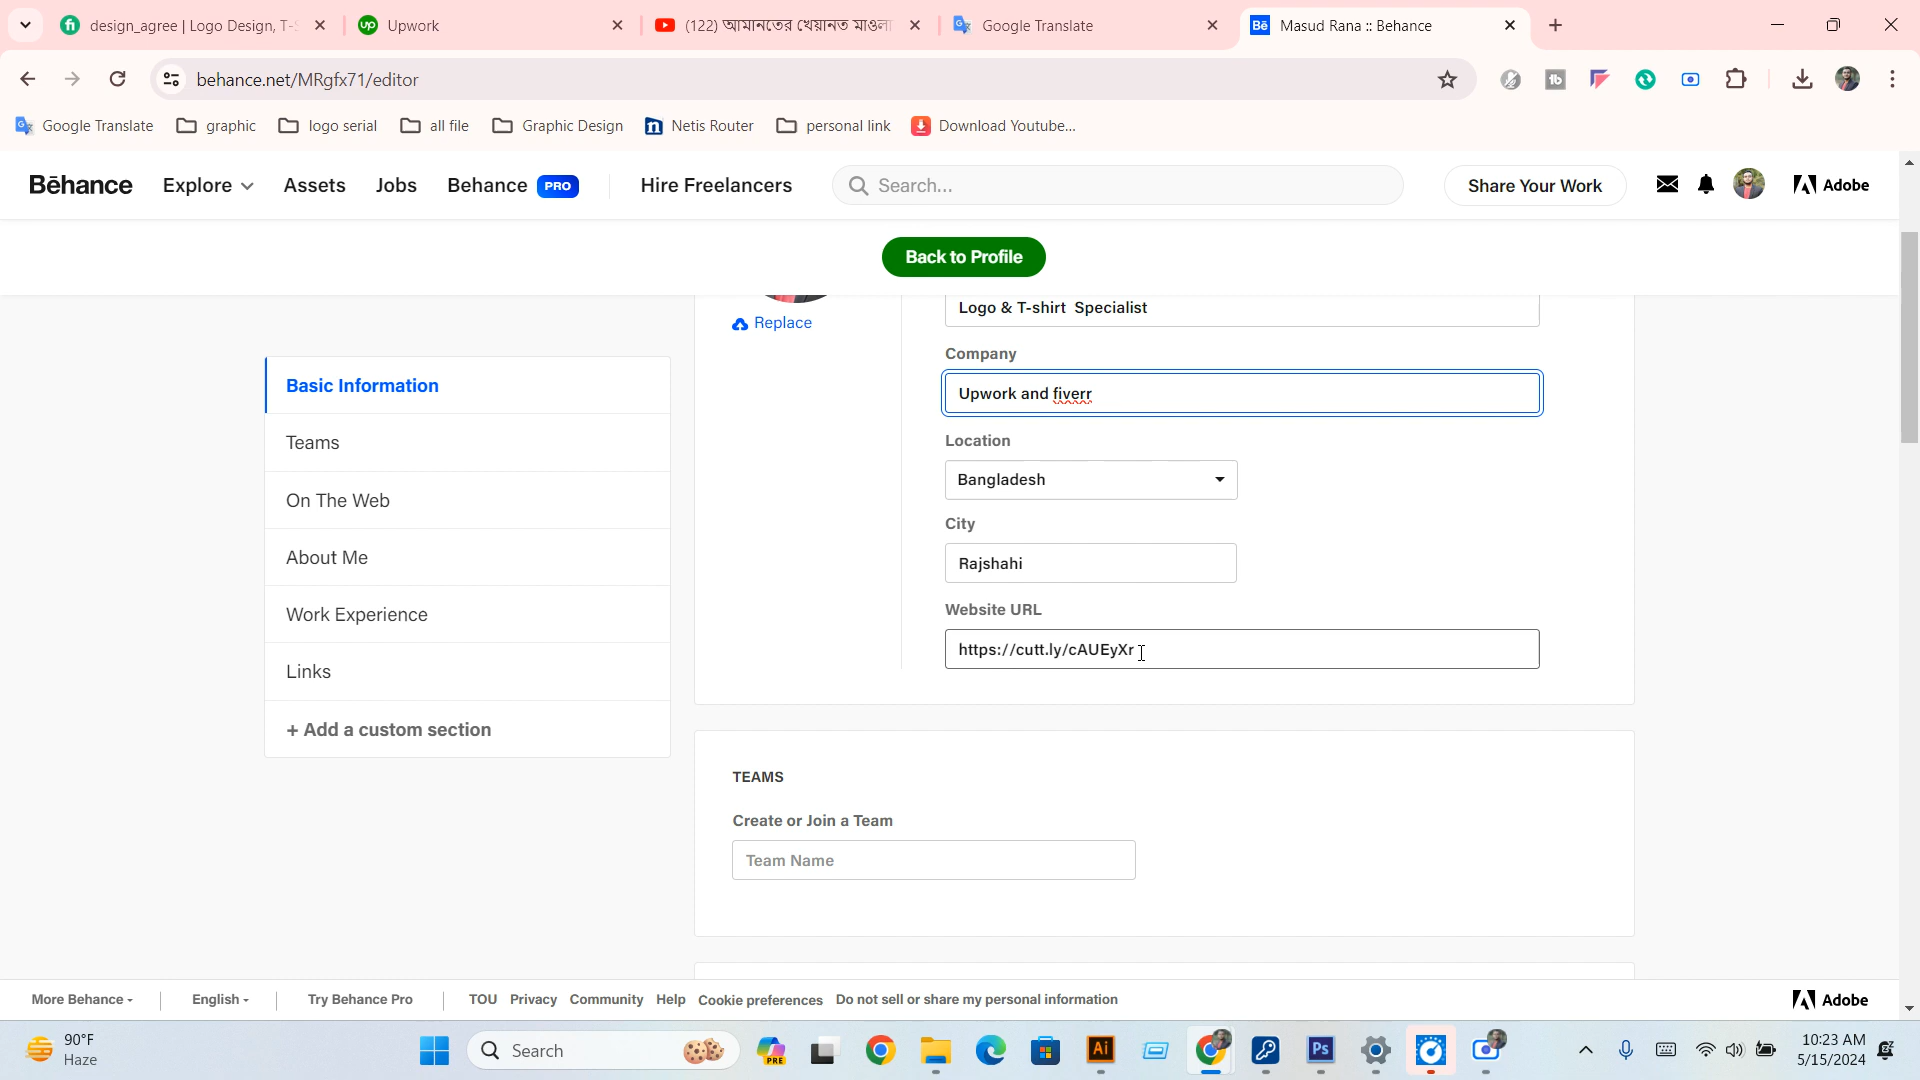 design_agree | Logo Design, T-S
Upwork
(122) আমানতের খেয়ানত মাওলা
Google Translate
Bē Masud Rana :: Behance
behance.net/MRgfx71/editor
Google Translate
graphic
logo serial
all file
Graphic Design
Netis Router
personal link
Download Youtube...
Bēhance
Explore
Assets
Jobs
Behance PRO
Hire Freelancers
Search...
Share Your Work
Adobe
Back to Profile
Replace
Logo & T-shirt  Specialist
Company
Upwork and fiverr
Location
Bangladesh
City
Rajshahi
Website URL
https://cutt.ly/cAUEyXr
Basic Information
Teams
On The Web
About Me
Work Experience
Links
+ Add a custom section
TEAMS
Create or Join a Team
Team Name
More Behance
English
Try Behance Pro
TOU
Privacy
Community
Help
Cookie preferences
Do not sell or share my personal information
Adobe
90°F
Haze
Search
PRE
Ai
Ps
10:23 AM
5/15/2024